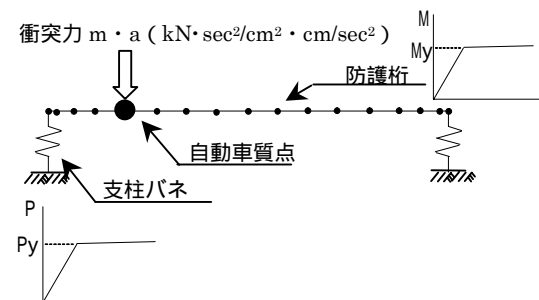 衝突力 m・a ( kN・sec²/cm²・cm/sec² )
M
My
防護桁
自動車質点
支柱バネ
P
Py